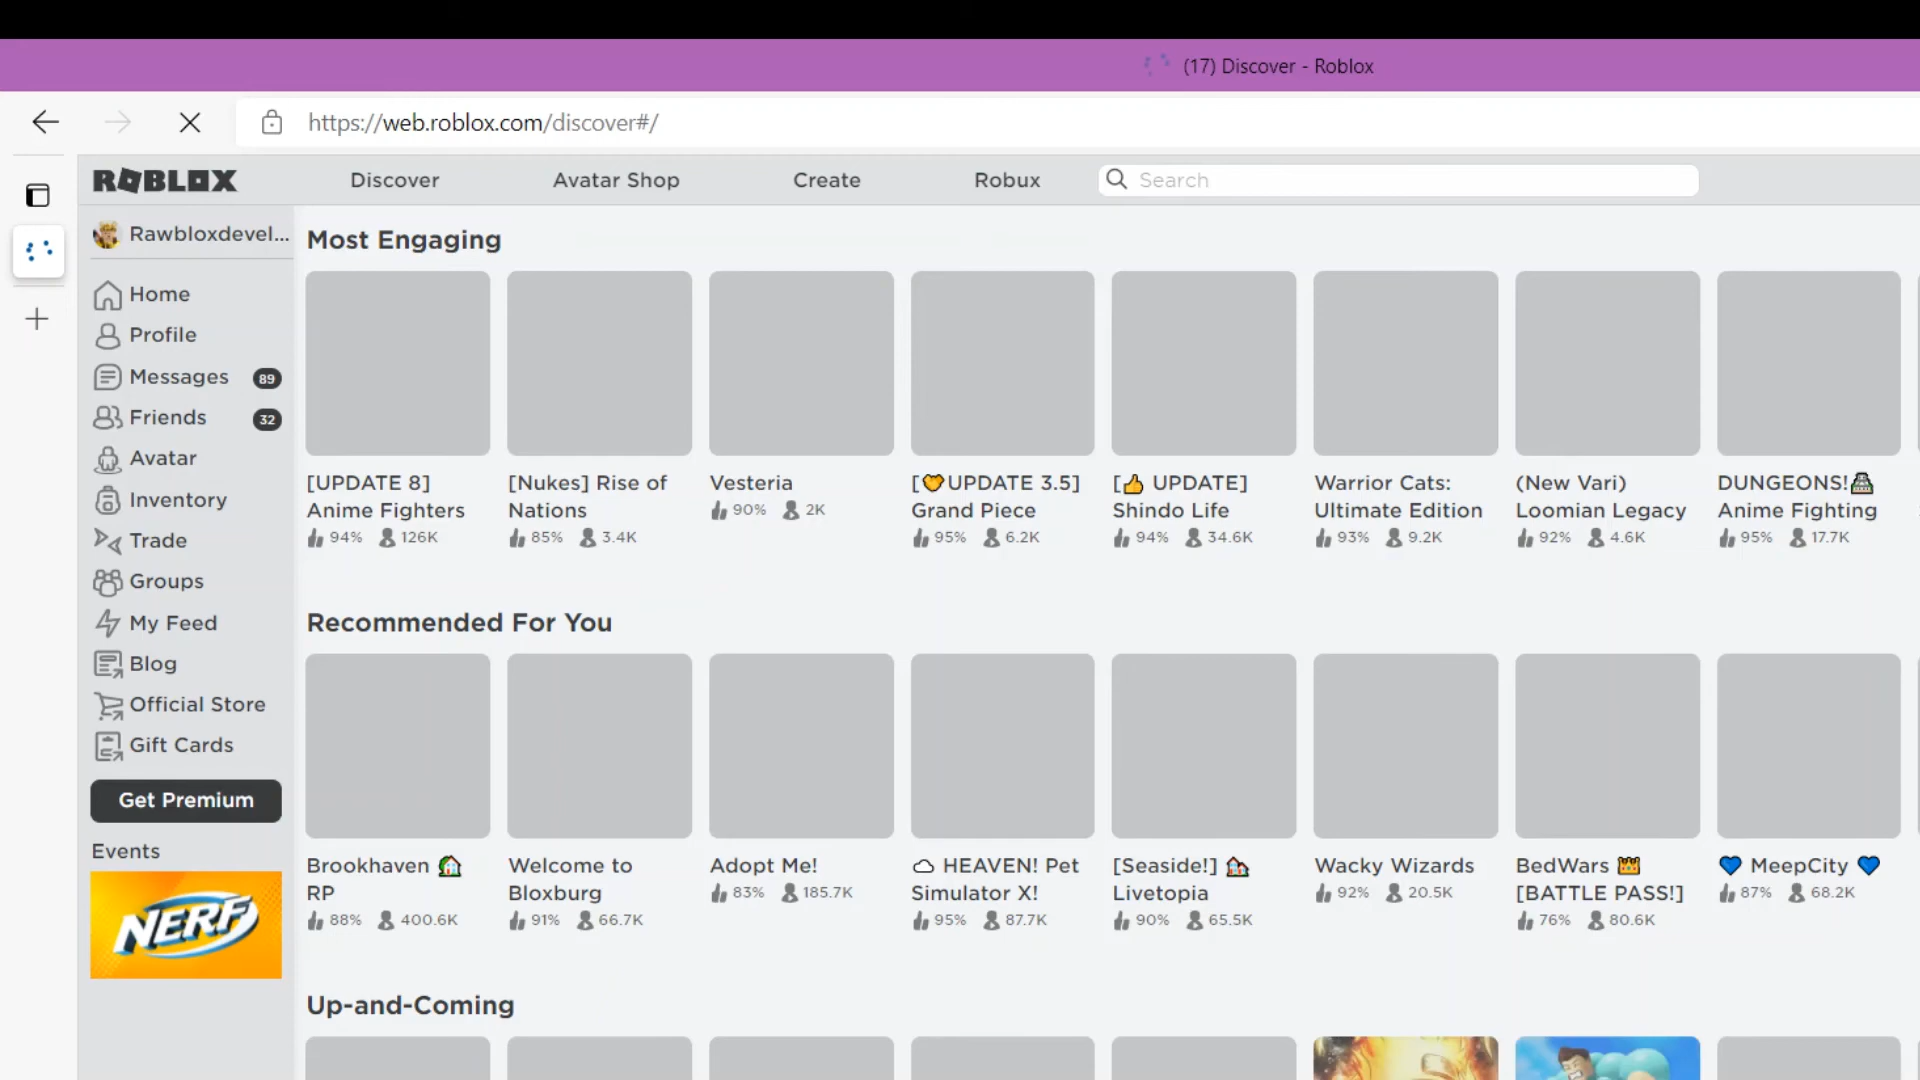 (17) Discover - Roblox
https://web.roblox.com/discover#/
ROBLOX Discover Avatar Shop Create Robux Search
Rawbloxdevel...
Home
Profile
Messages 89
Friends 32
Avatar
Inventory
Trade
Groups
My Feed
Blog
Official Store
Gift Cards
Get Premium
Events
NERF
Most Engaging
[UPDATE 8]
Anime Fighters
94% 126K
[Nukes] Rise of
Nations
85% 3.4K
Vesteria
90% 2K
[🧡UPDATE 3.5]
Grand Piece
95% 6.2K
[👍 UPDATE]
Shindo Life
94% 34.6K
Warrior Cats:
Ultimate Edition
93% 9.2K
(New Vari)
Loomian Legacy
92% 4.6K
DUNGEONS!🏯
Anime Fighting
95% 17.7K
Recommended For You
Brookhaven 🏡
RP
88% 400.6K
Welcome to
Bloxburg
91% 66.7K
Adopt Me!
83% 185.7K
☁ HEAVEN! Pet
Simulator X!
95% 87.7K
[Seaside!] 🏠
Livetopia
90% 65.5K
Wacky Wizards
92% 20.5K
BedWars 👑
[BATTLE PASS!]
76% 80.6K
💙 MeepCity 💙
87% 68.2K
Up-and-Coming